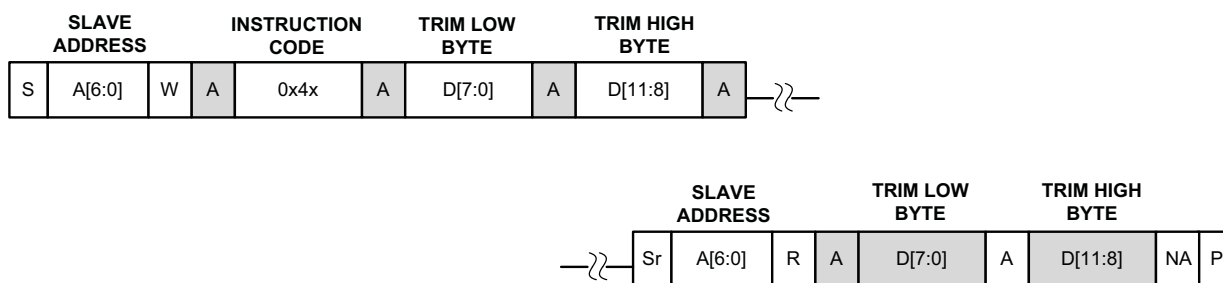 SLAVE ADDRESS INSTRUCTION CODE TRIM LOW BYTE TRIM HIGH BYTE
S A[6:0] W A 0x4x A D[7:0] A D[11:8] A
SLAVE ADDRESS TRIM LOW BYTE TRIM HIGH BYTE
Sr A[6:0] R A D[7:0] A D[11:8] NA P